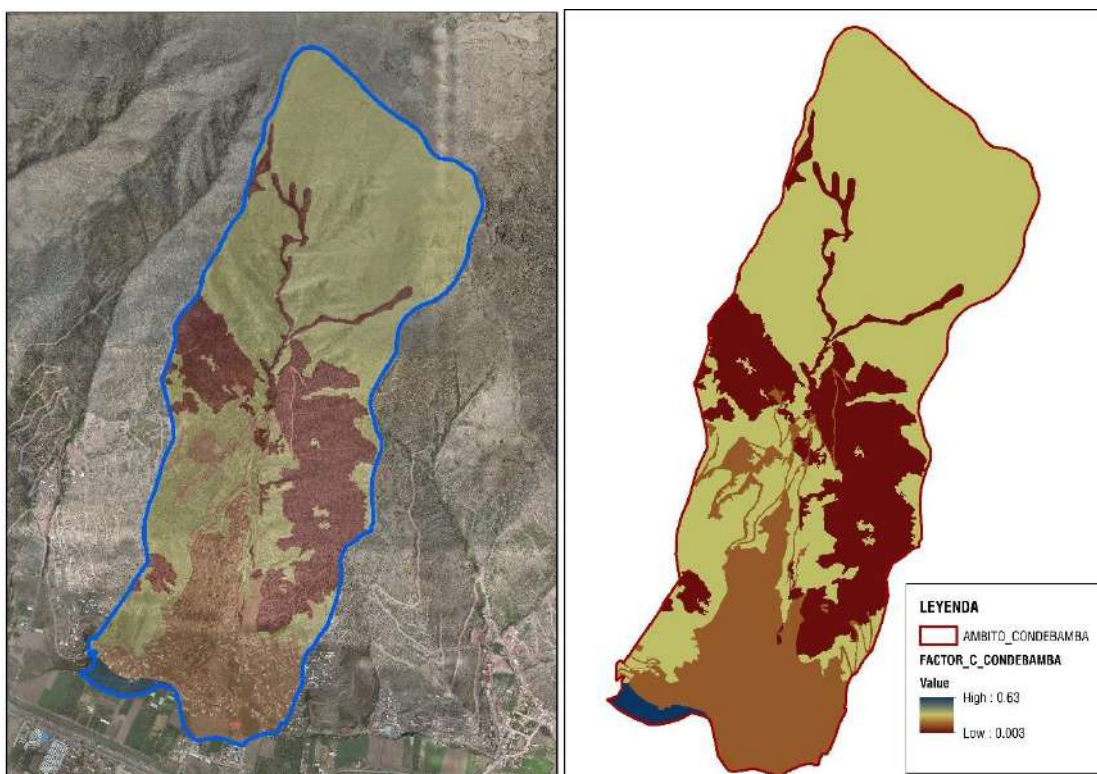 LEYENDA
AMBITO_CONDEBAMBA
FACTOR_C_CONDEBAMBA
Value
High : 0.63
Low : 0.003